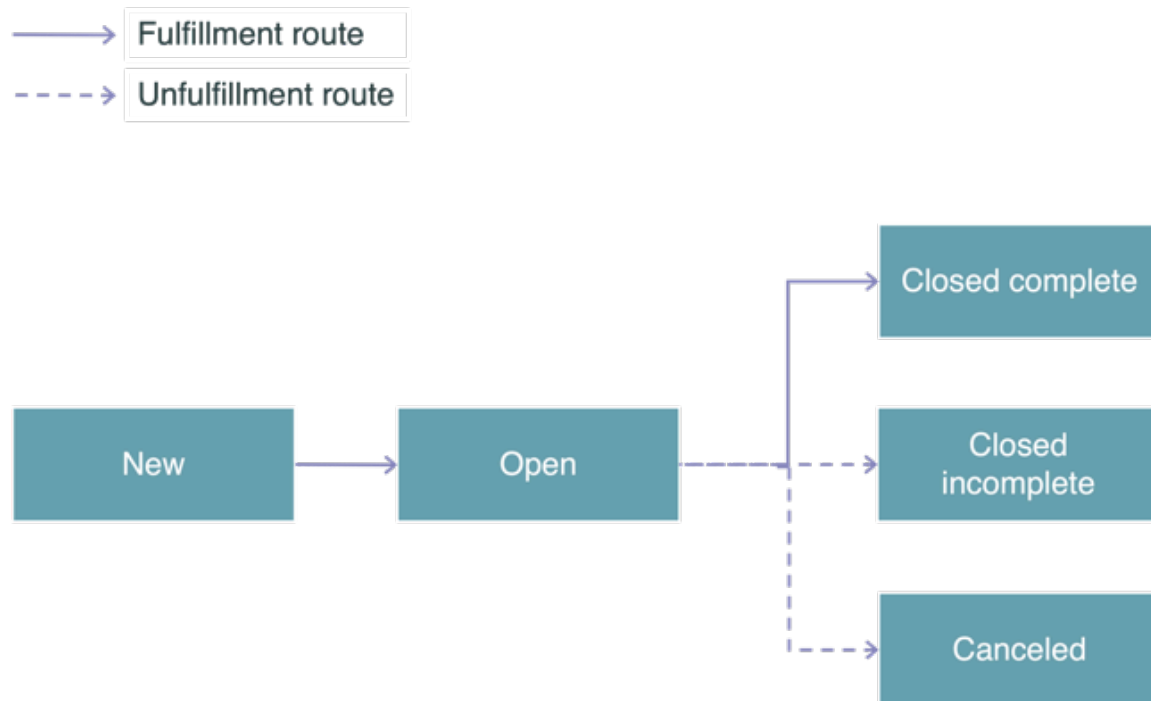 Fulfillment route
Unfulfillment route
Closed complete
New
Open
Closed
incomplete
Canceled